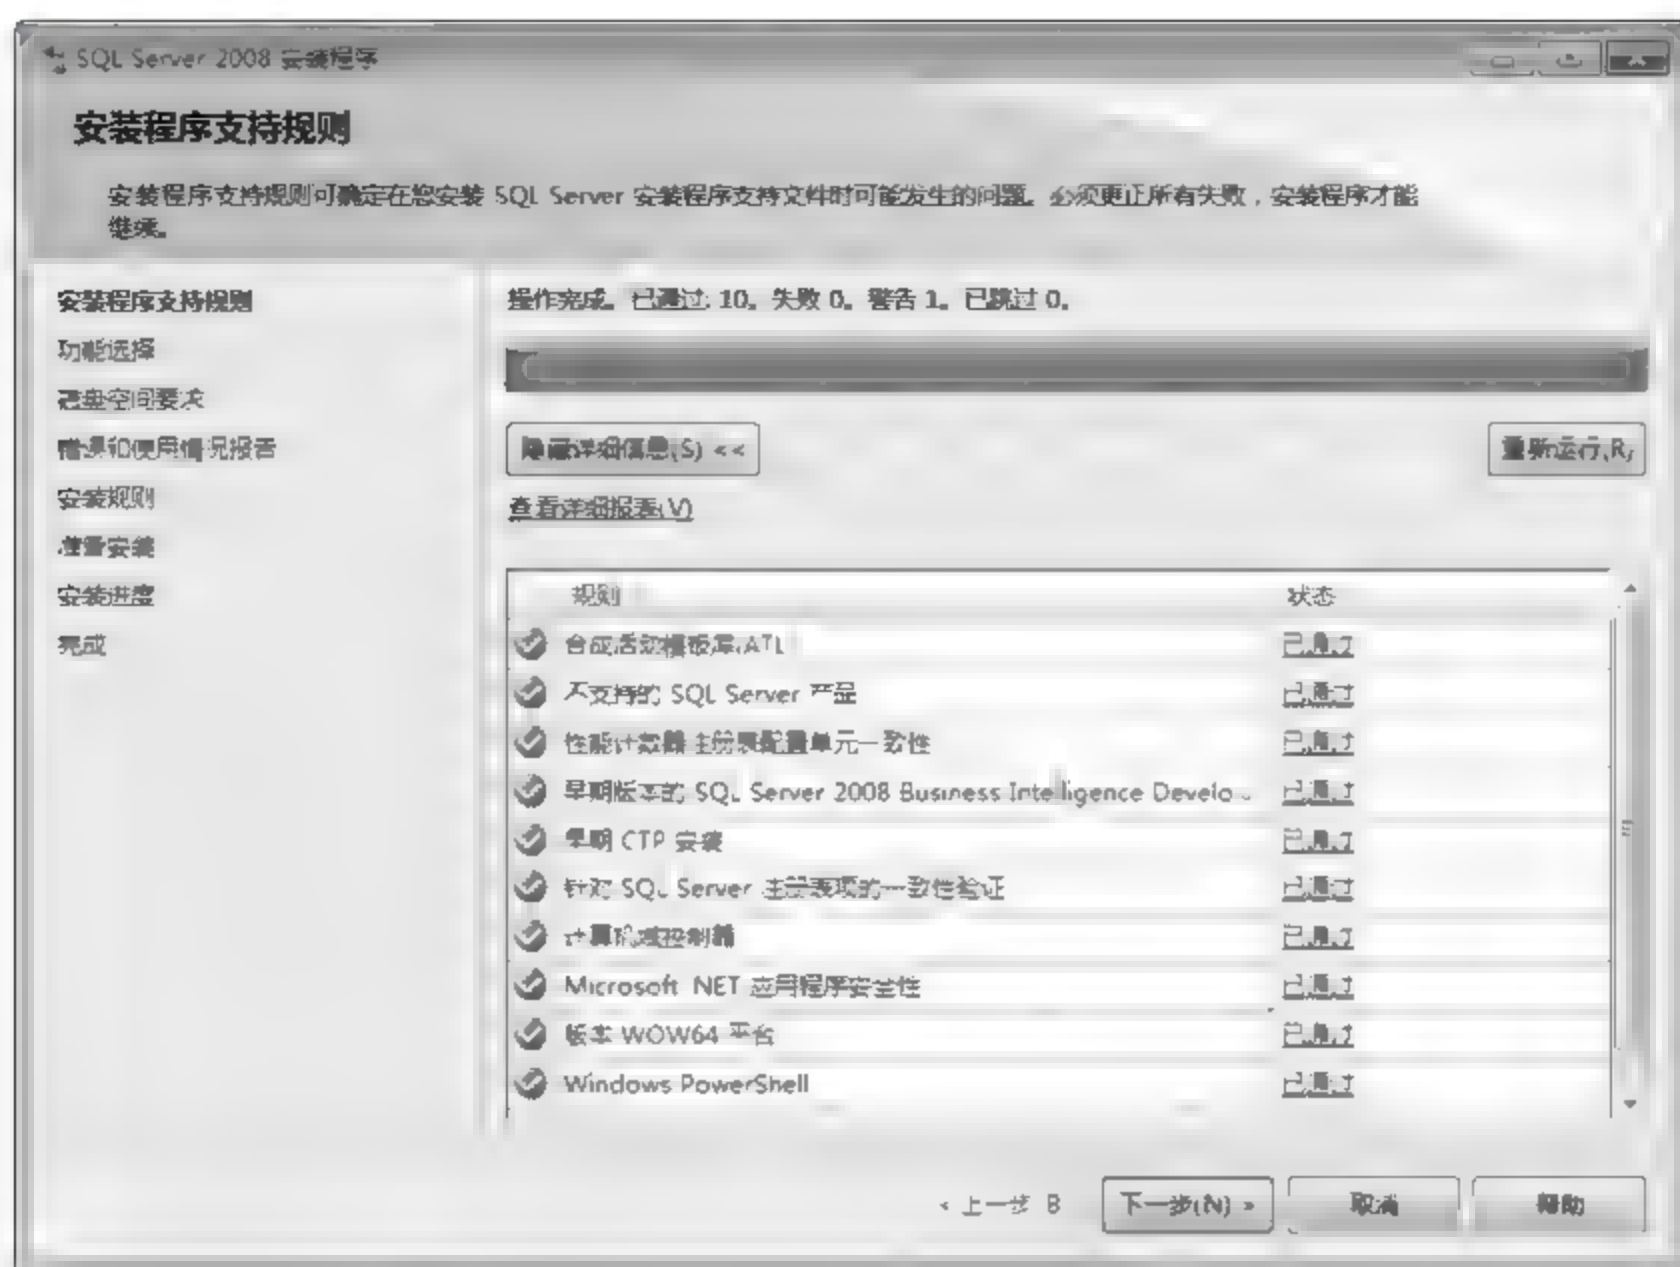 SQL Server 2008 安装程序
安装程序支持规则
安装程序支持规则可确定在您安装 SQL Server 安装程序支持文件时可能发生的问题。必须更正所有失败，安装程序才能
继续。
安装程序支持规则
功能选择
磁盘空间要求
错误和使用情况报告
安装规则
准备安装
安装进度
完成
操作完成。已通过: 10。失败 0。警告 1。已跳过 0。
隐藏详细信息(S) <<
重新运行(R)
查看详细报表(V)
规则 状态
合成活动模板库(ATL 已通过
不支持的 SQL Server 产品 已通过
性能计数器注册表配置单元一致性 已通过
早期版本的 SQL Server 2008 Business Intelligence Develo... 已通过
早期 CTP 安装 已通过
针对 SQL Server 注册表项的一致性验证 已通过
计算机域控制器 已通过
Microsoft .NET 应用程序安全性 已通过
版本 WOW64 平台 已通过
Windows PowerShell 已通过
< 上一步(B) 下一步(N) > 取消 帮助